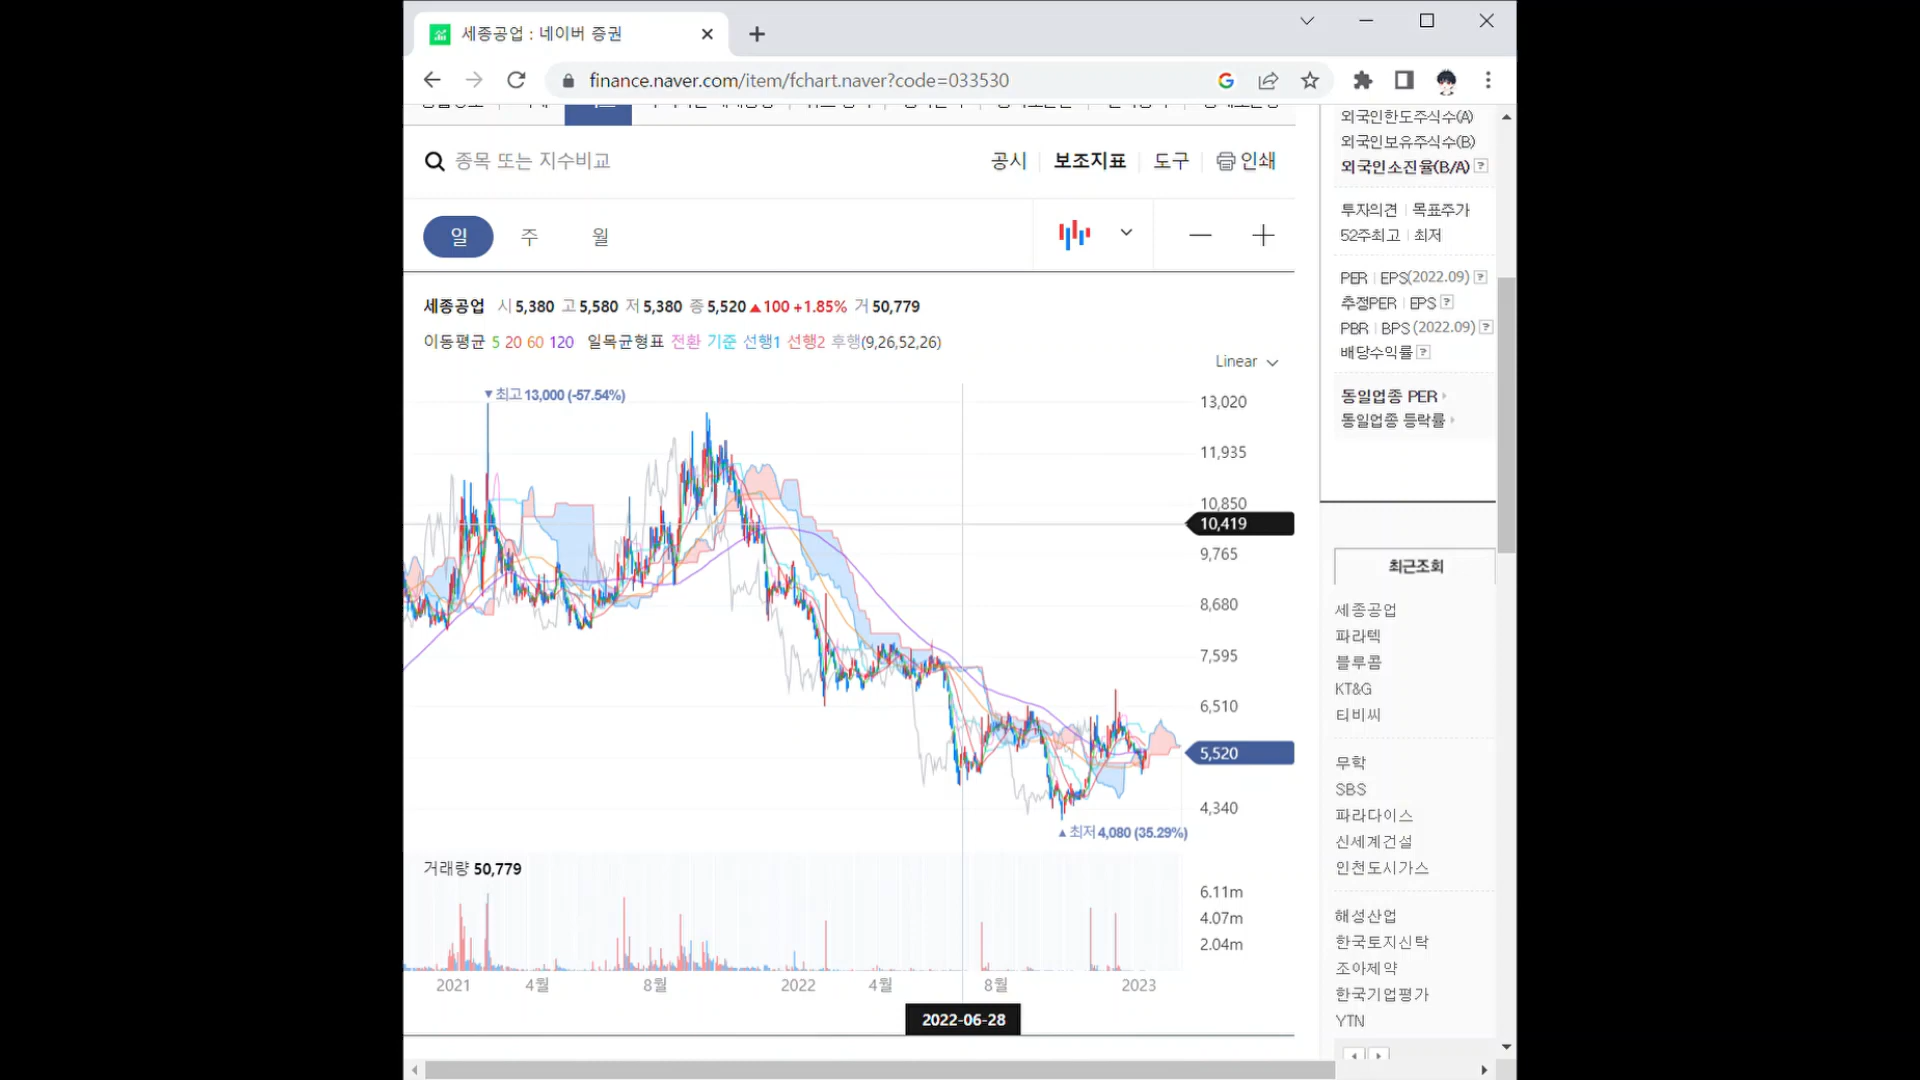 세종공업 : 네이버 증권
finance.naver.com/item/fchart.naver?code=033530
종목 또는 지수비교
공시 보조지표 도구 인쇄
일 주 월
세종공업 시 5,380 고 5,580 저 5,380 종 5,520 ▲100 +1.85% 거 50,779
이동평균 5 20 60 120 일목균형표 전환 기준 선행1 선행2 후행(9,26,52,26)
Linear
▼최고 13,000 (-57.54%)
13,020
11,935
10,850
10,419
9,765
8,680
7,595
6,510
5,520
4,340
▲최저 4,080 (35.29%)
거래량 50,779
6.11m
4.07m
2.04m
2021 4월 8월 2022 4월 8월 2023
2022-06-28
외국인한도주식수(A)
외국인보유주식수(B)
외국인소진율(B/A) ?
투자의견 | 목표주가
52주최고 | 최저
PER | EPS(2022.09) ?
추정PER | EPS ?
PBR | BPS (2022.09) ?
배당수익률 ?
동일업종 PER
동일업종 등락률
최근조회
세종공업
파라텍
블루콤
KT&G
티비씨
무학
SBS
파라다이스
신세계건설
인천도시가스
해성산업
한국토지신탁
조아제약
한국기업평가
YTN